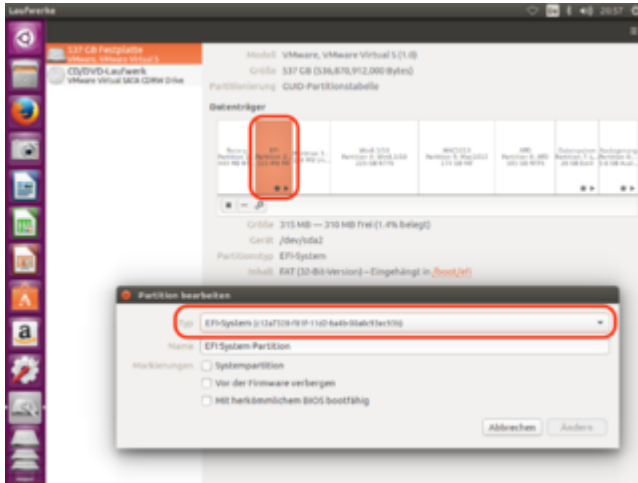 Laufwerke
20:57
537 GB Festplatte
VMware, VMware Virtual S
CD/DVD-Laufwerk
VMware Virtual SATA CDRW Drive
Modell VMware, VMware Virtual S (1.0)
Größe 537 GB (536,870,912,000 Bytes)
Partitionierung GUID-Partitionstabelle
Datenträger
EFI
Größe 315 MB — 310 MB frei (1.4% belegt)
Gerät /dev/sda2
Partitionstyp EFI-System
Inhalt FAT (32-Bit-Version) – Eingehängt in /boot/efi
Partition bearbeiten
Typ EFI-System
Name EFI System Partition
Markierungen Systempartition
Vor der Firmware verbergen
Mit herkömmlichem BIOS bootfähig
Abbrechen Ändern